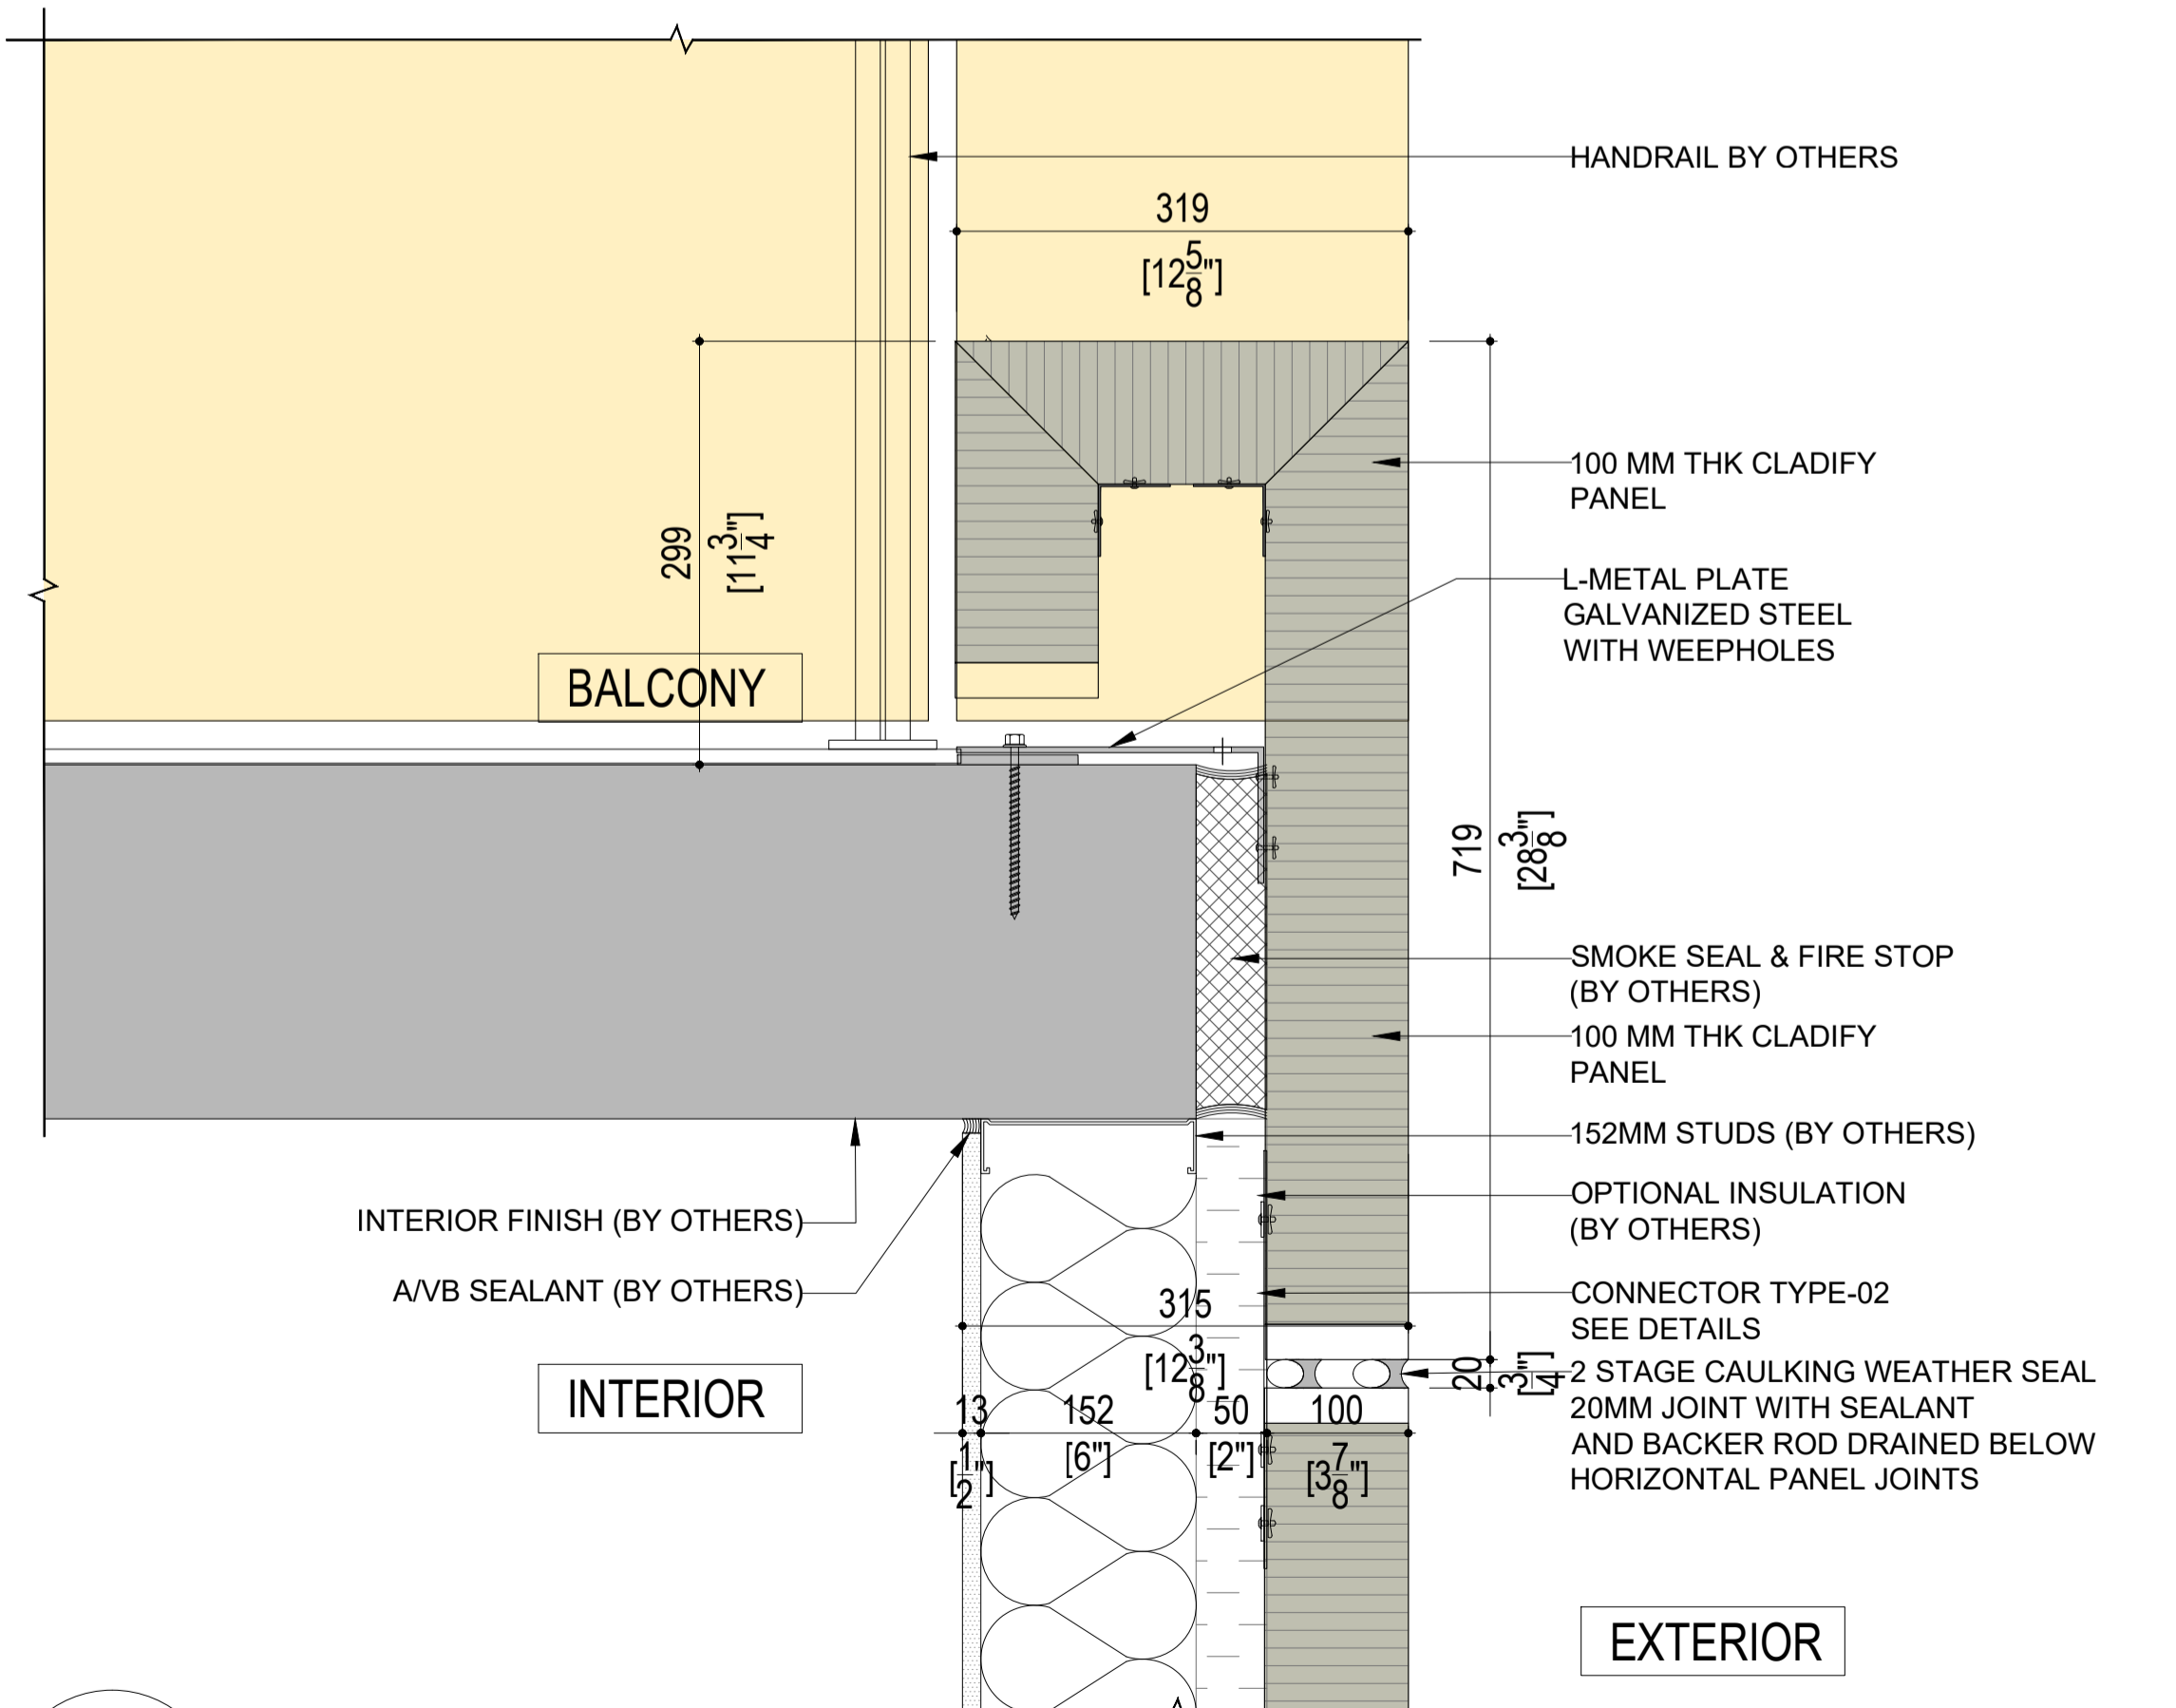 HANDRAIL BY OTHERS
319
[12 5/8"]
100 MM THK CLADIFY
PANEL
299
[11 3/4"]
L-METAL PLATE
GALVANIZED STEEL
WITH WEEPHOLES
BALCONY
719
[28 3/8"]
SMOKE SEAL & FIRE STOP
(BY OTHERS)
100 MM THK CLADIFY
PANEL
152MM STUDS (BY OTHERS)
OPTIONAL INSULATION
(BY OTHERS)
INTERIOR FINISH (BY OTHERS)
A/VB SEALANT (BY OTHERS)
CONNECTOR TYPE-02
SEE DETAILS
315
[12 3/8"]
20
[3/4"]
2 STAGE CAULKING WEATHER SEAL
20MM JOINT WITH SEALANT
AND BACKER ROD DRAINED BELOW
HORIZONTAL PANEL JOINTS
INTERIOR
13
[1/2"]
152
[6"]
50
[2"]
100
[3 7/8"]
EXTERIOR